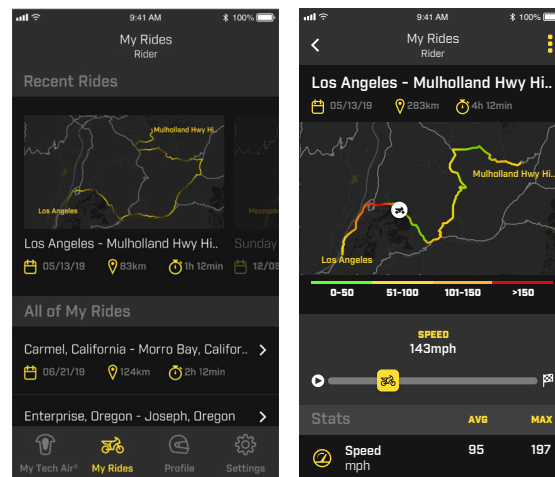 9:41 AM
100%
My Rides
Rider
Recent Rides
Mulholland Hwy Hi..
Los Angeles
Los Angeles - Mulholland Hwy Hi..
Sunday
05/13/19
83km
1h 12min
All of My Rides
Carmel, California - Morro Bay, Califor..
06/21/19
124km
2h 12min
Enterprise, Oregon - Joseph, Oregon
My Tech Air®
My Rides
Profile
Settings
9:41 AM
100%
My Rides
Rider
Los Angeles - Mulholland Hwy Hi..
05/13/19
283km
4h 12min
Mulholland Hwy Hi..
Los Angeles
0-50
51-100
101-150
>150
SPEED
143mph
Stats
AVG
MAX
Speed
95
197
mph